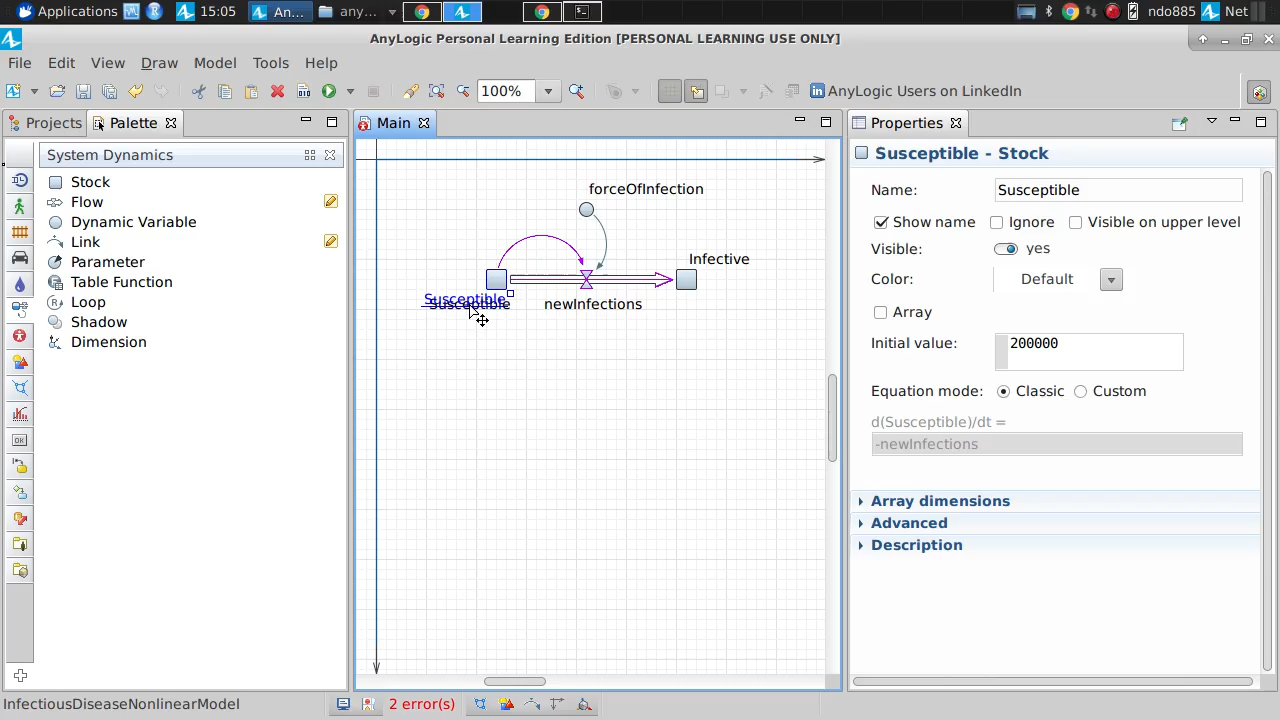 Applications 15:05 An... any... ndo885 Net
AnyLogic Personal Learning Edition [PERSONAL LEARNING USE ONLY]
File Edit View Draw Model Tools Help
100% AnyLogic Users on LinkedIn
Projects Palette Main Properties
System Dynamics
Stock
Flow
Dynamic Variable
Link
Parameter
Table Function
Loop
Shadow
Dimension
forceOfInfection
Infective
Susceptible
Susceptible newInfections
Susceptible - Stock
Name: Susceptible
Show name Ignore Visible on upper level
Visible: yes
Color: Default
Array
Initial value: 200000
Equation mode: Classic Custom
d(Susceptible)/dt =
-newInfections
Array dimensions
Advanced
Description
InfectiousDiseaseNonlinearModel 2 error(s)